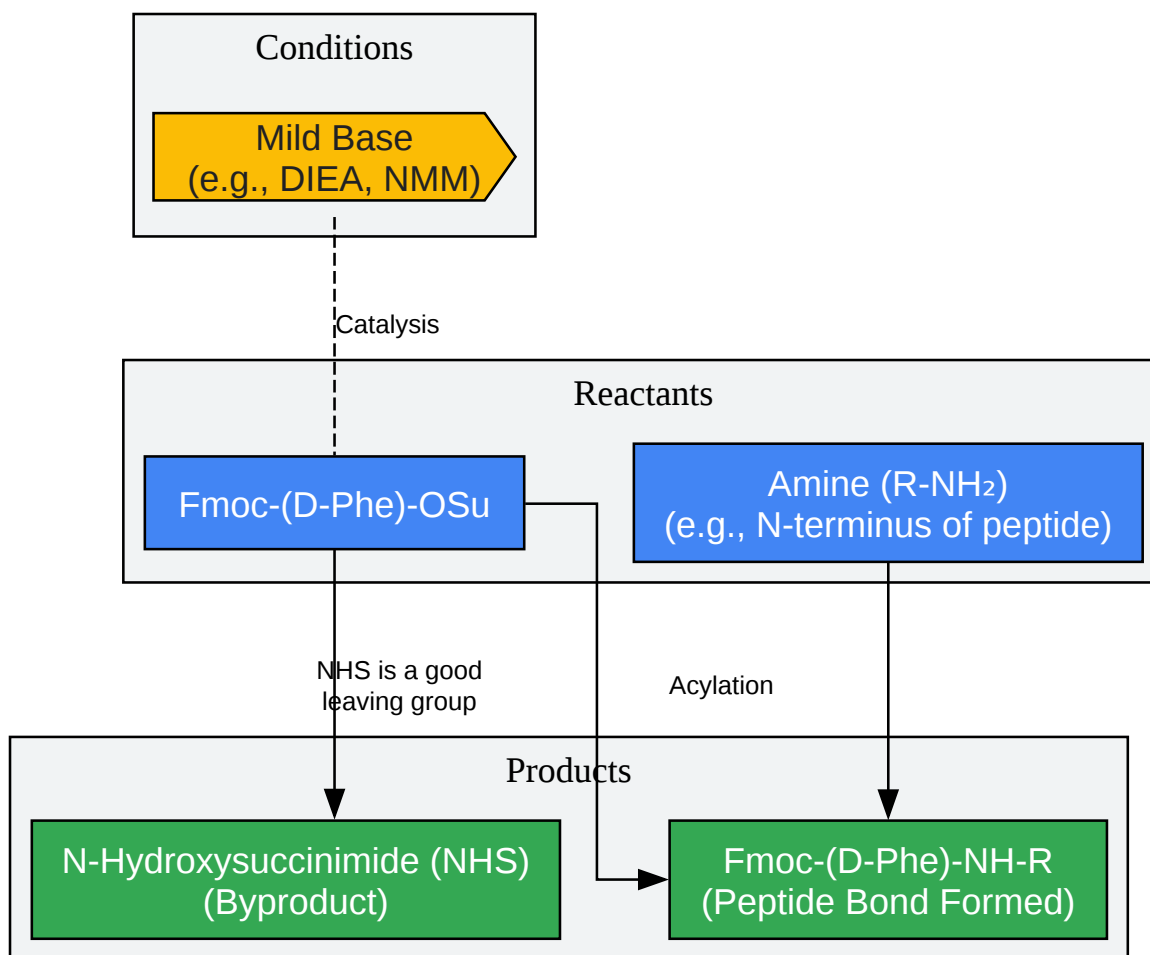 Conditions
Mild Base
(e.g., DIEA, NMM)
Catalysis
Reactants
Fmoc-(D-Phe)-OSu
Amine (R-NH₂)
(e.g., N-terminus of peptide)
NHS is a good
leaving group
Acylation
Products
N-Hydroxysuccinimide (NHS)
(Byproduct)
Fmoc-(D-Phe)-NH-R
(Peptide Bond Formed)